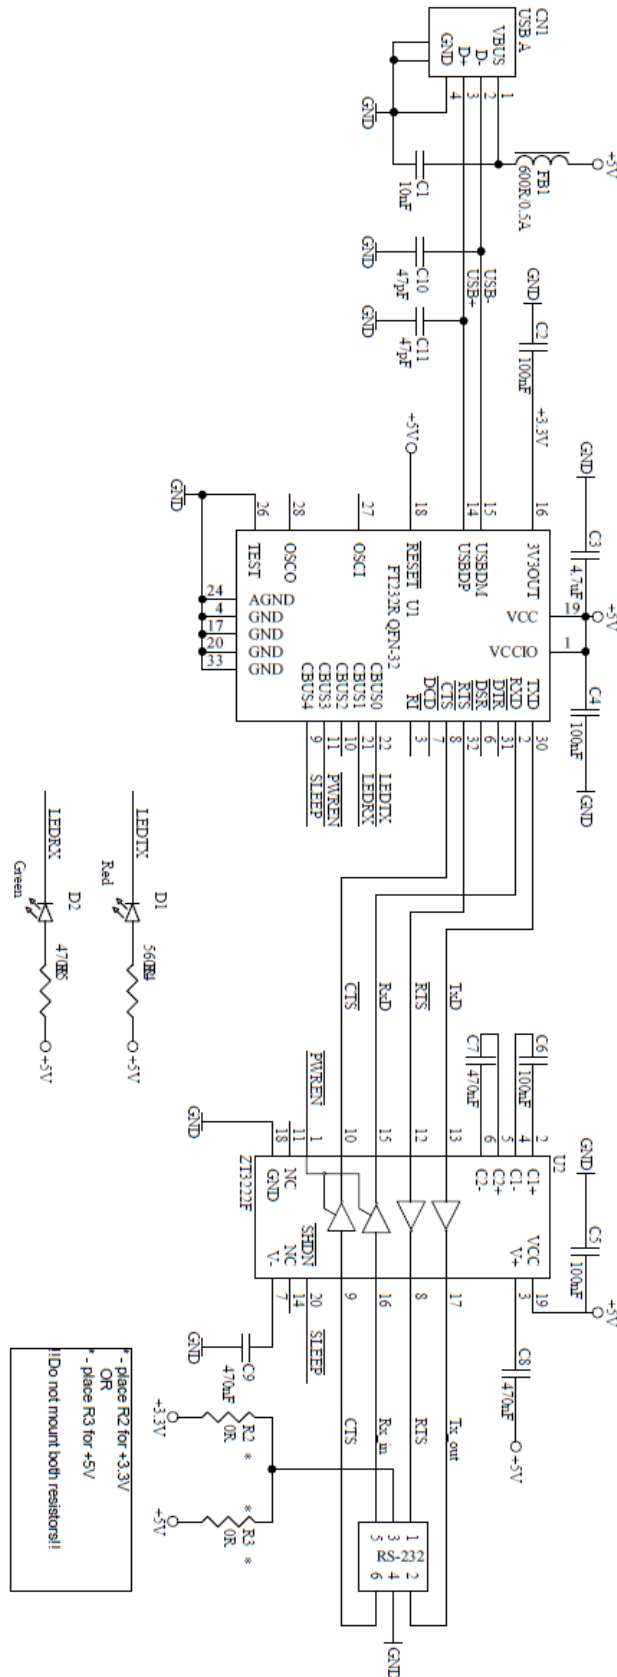 CN1
USB A
VBUS
D-
D+
GND
1
2
3
4
GND
+5V
FB1
600R/0.5A
C1
10nF
GND
C10
47pF
USB-
USB+
GND
C11
47pF
GND
C2
100nF
+3.3V
GND
C3
4.7uF
+5V
C4
100nF
GND
+5V
18
GND
26
28
27
14
15
16
TEST
OSCO
OSCI
RESET
USBDP
USBDM
3V3OUT
U1
FT232R QFN-32
19
VCC
1
VCCIO
24
AGND
4
GND
17
GND
20
GND
33
GND
TXD
RXD
DTR
DSR
RTS
CTS
DCD
RI
CBUS0
CBUS1
CBUS2
CBUS3
CBUS4
30
2
31
6
32
8
7
3
22
21
10
11
9
LEDTX
LEDRX
PWREN
SLEEP
LEDTX
D1
Red
+5V
LEDRX
D2
Green
+5V
TxD
RTS
RxD
CTS
C6
100nF
C7
470nF
PWREN
GND
2
4
5
6
13
12
15
10
1
11
18
U2
ZT3222F
C1+
C1-
C2+
C2-
NC
GND
VCC
V+
SHDN
NC
V-
GND
C5
100nF
+5V
19
3
17
8
16
9
20
14
7
SLEEP
C8
470nF
+5V
C9
470nF
GND
Tx_out
RTS
Rx_in
CTS
+3.3V
R2 *
0R
+5V
* R3 *
0R
RS-232
1
3
5
2
4
6
GND
* - place R2 for +3.3V
OR
* - place R3 for +5V
!!Do not mount both resistors!!